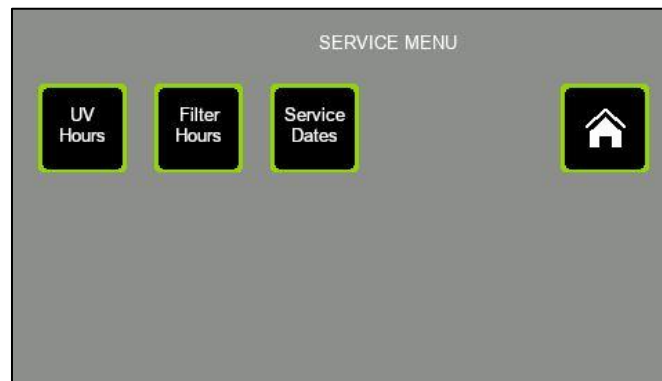 SERVICE MENU
UV
Hours
Filter
Hours
Service
Dates